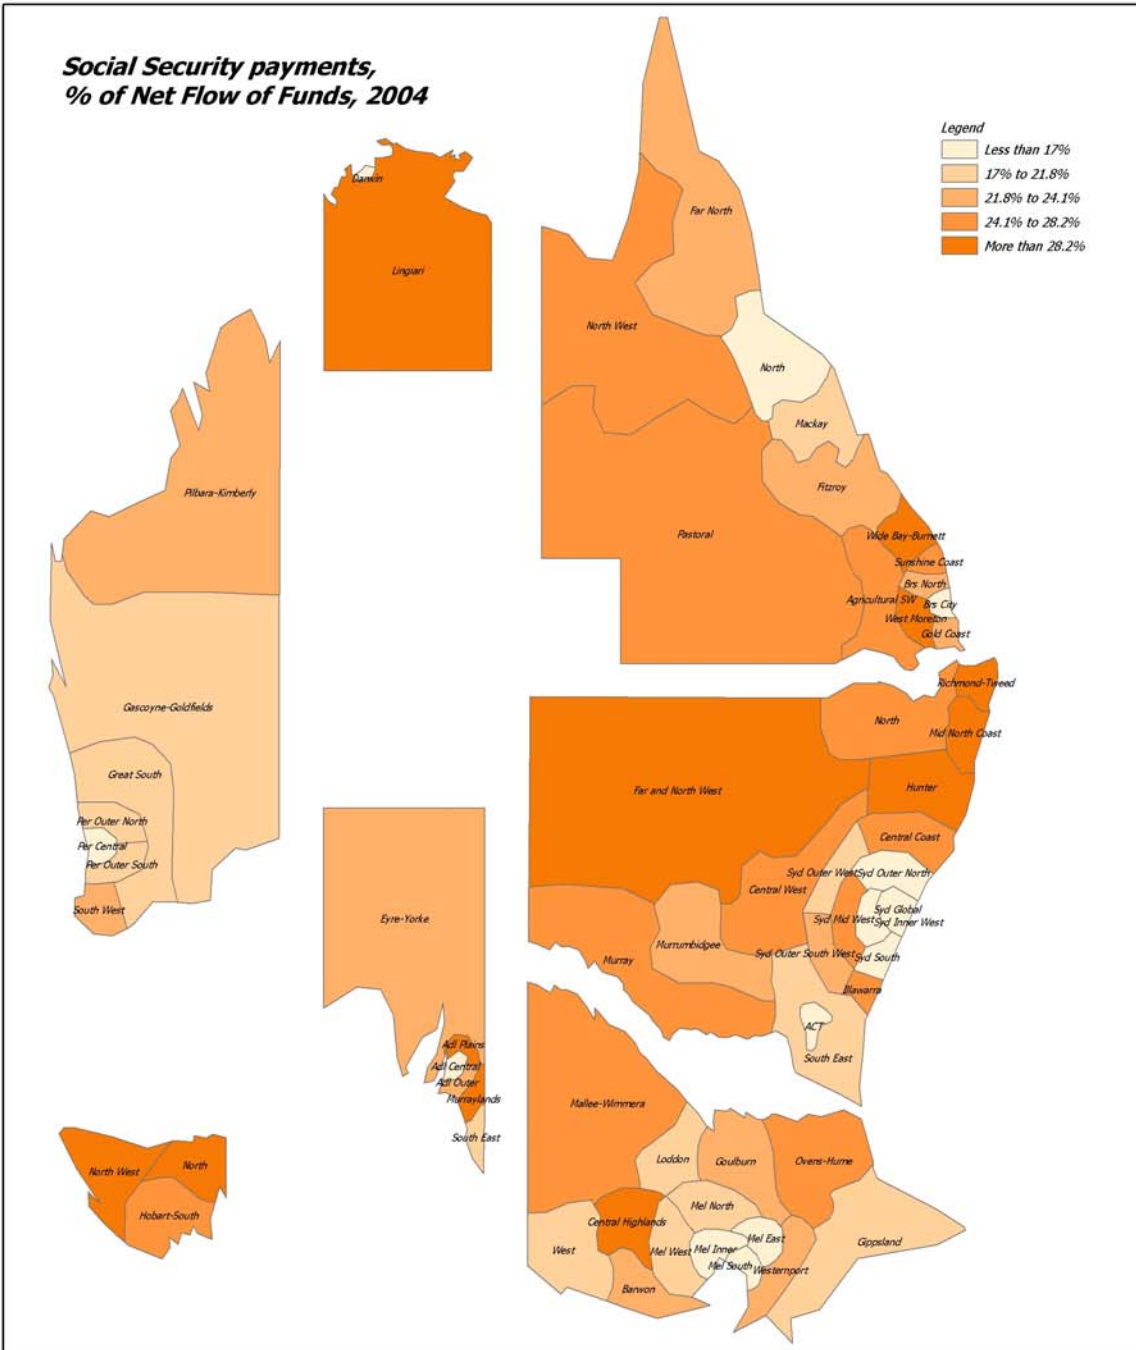 Social Security payments,
% of Net Flow of Funds, 2004
Legend
Less than 17%
17% to 21.8%
21.8% to 24.1%
24.1% to 28.2%
More than 28.2%
Darwin
Lingiari
Far North
North West
North
Mackay
Fitzroy
Pastoral
Wide Bay-Burnett
Sunshine Coast
Brs North
Agricultural SW
Brs City
West Moreton
Gold Coast
Pilbara-Kimberly
Gascoyne-Goldfields
Great South
Per Outer North
Per Central
Per Outer South
South West
Richmond-Tweed
North
Mid North Coast
Far and North West
Hunter
Central Coast
Syd Outer West
Syd Outer North
Central West
Syd Global
Syd Mid West
Syd Inner West
Murrumbidgee
Syd Outer South West
Syd South
Murray
Illawarra
ACT
South East
Eyre-Yorke
Adl Plains
Adl Central
Adl Outer
Murraylands
South East
Mallee-Wimmera
Loddon
Goulburn
Ovens-Hume
Mel North
Central Highlands
Mel East
West
Mel West
Mel Inner
Gippsland
Mel South
Westernport
Barwon
North West
North
Hobart-South